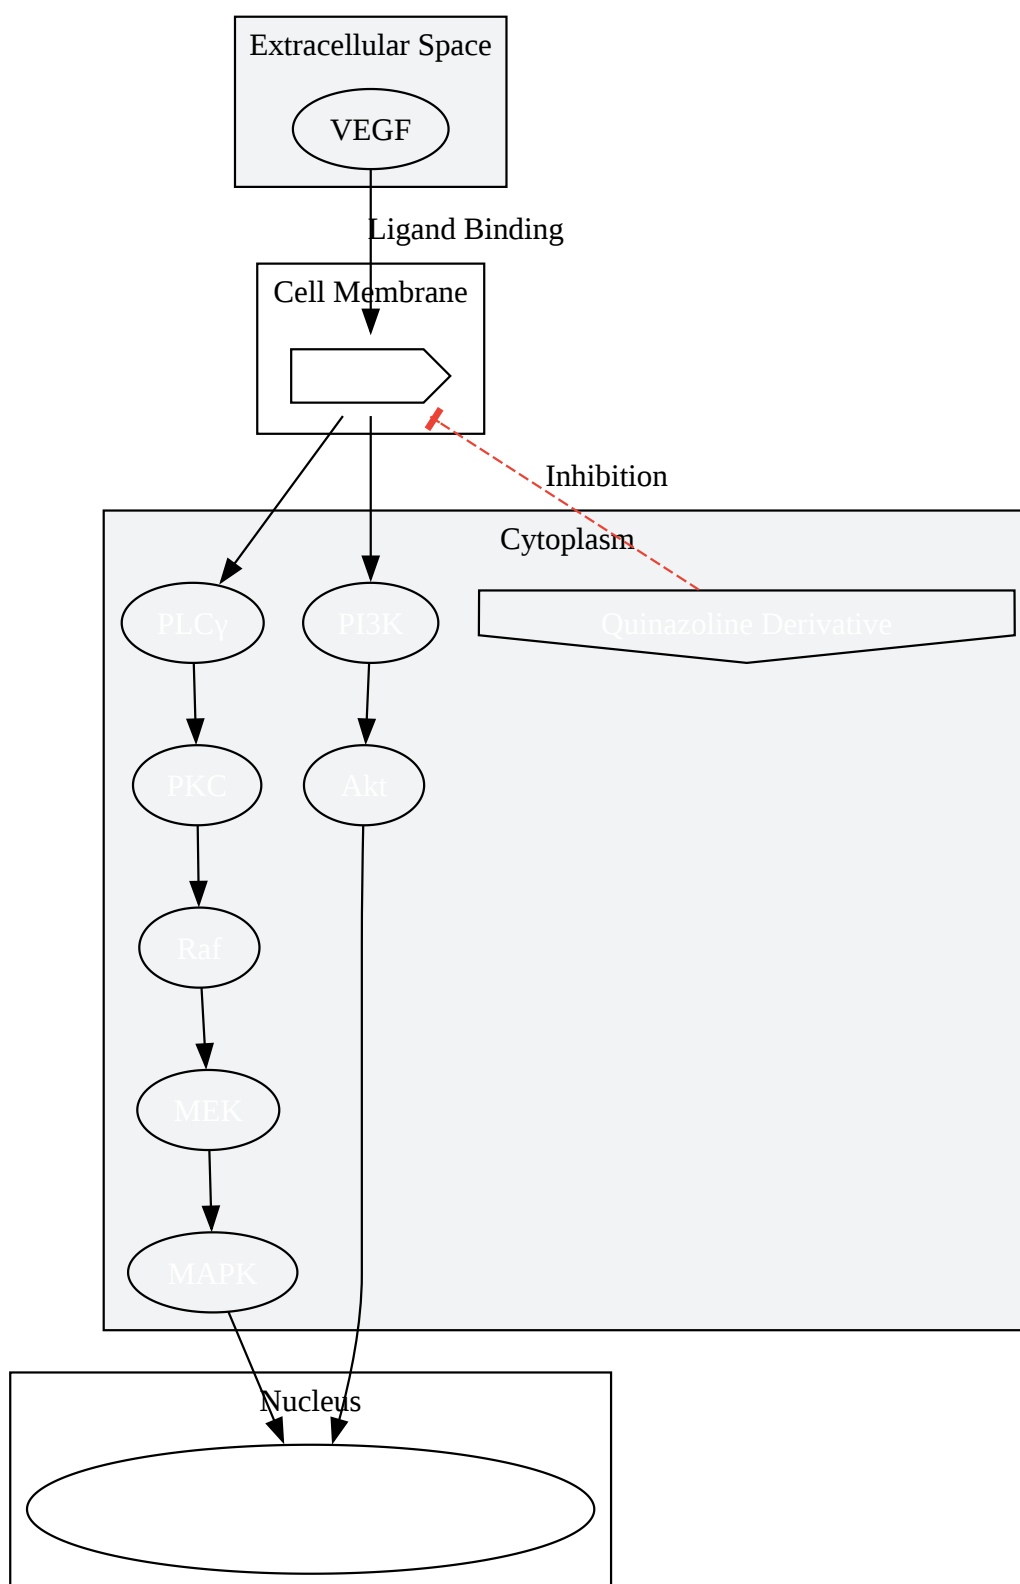 Extracellular Space
VEGF
Ligand Binding
Cell Membrane
Inhibition
Cytoplasm
PLCγ
PI3K
Quinazoline Derivative
PKC
Akt
Raf
MEK
MAPK
Nucleus